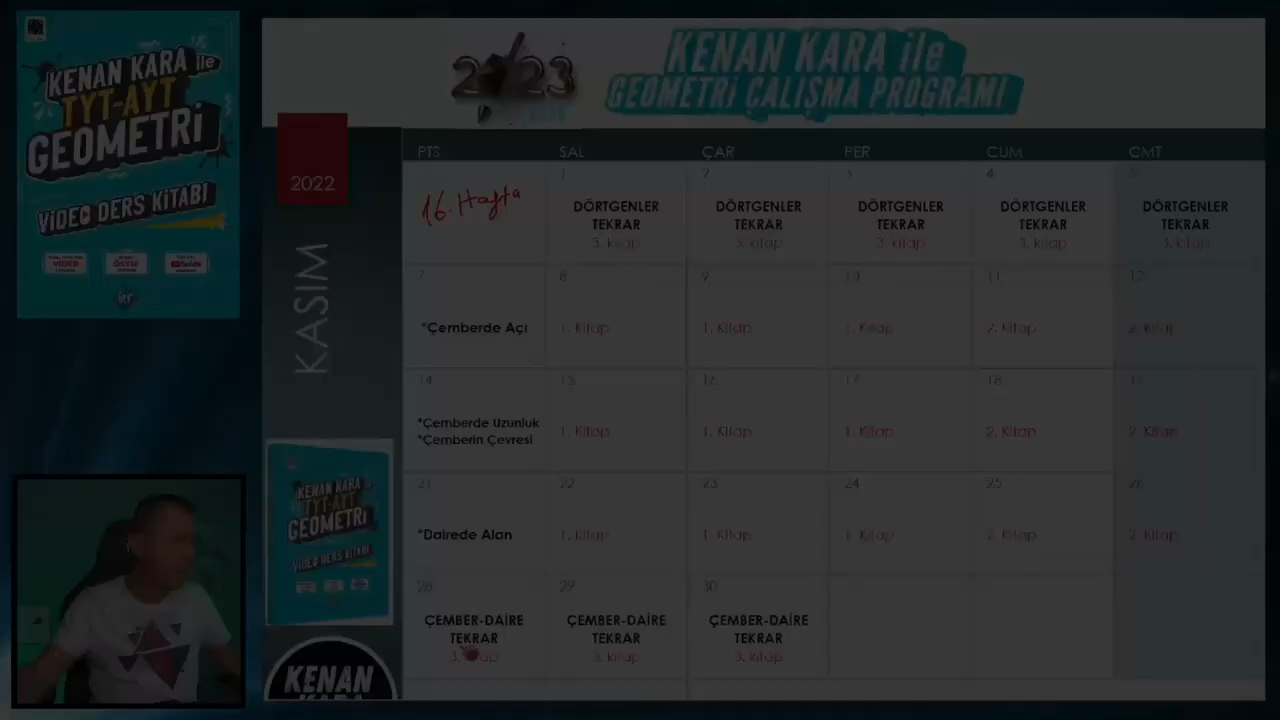 KENAN KARA ile
TYT-AYT
GEOMETRİ
VİDEO DERS KİTABI
2023
KENAN KARA ile
GEOMETRİ ÇALIŞMA PROGRAMI
2022
KASIM
PTS SAL ÇAR PER CUM CMT
1 2 3 4
16. Hafta
DÖRTGENLER DÖRTGENLER DÖRTGENLER DÖRTGENLER DÖRTGENLER
TEKRAR TEKRAR TEKRAR TEKRAR TEKRAR
3. kitap 3. kitap 3. kitap 3. kitap 3. kitap
7 8 9 10 11 12
*Çemberde Açı 1. Kitap 1. Kitap 1. Kitap 2. Kitap 2. Kitap
14 15 16 17 18 19
*Çemberde Uzunluk
*Çemberin Çevresi
1. Kitap 1. Kitap 1. Kitap 2. Kitap 2. Kitap
21 22 23 24 25 26
*Dairede Alan 1. Kitap 1. Kitap 1. Kitap 2. Kitap 2. Kitap
28 29 30
ÇEMBER-DAİRE ÇEMBER-DAİRE ÇEMBER-DAİRE
TEKRAR TEKRAR TEKRAR
3. kitap 3. kitap 3. kitap
KENAN KARA ile
TYT-AYT
GEOMETRİ
VİDEO DERS KİTABI
KENAN
KARA